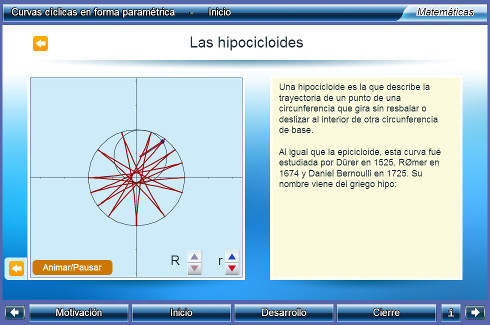 Curvas cíclicas en forma paramétrica - Inicio
Matemáticas
Las hipocicloides
Una hipocicloide es la que describe la
trayectoria de un punto de una
circunferencia que gira sin resbalar o
deslizar al interior de otra circunferencia
de base.
Al igual que la epicicloide, esta curva fué
estudiada por Dürer en 1525, RØmer en
1674 y Daniel Bernoulli en 1725. Su
nombre viene del griego hipo:
R
r
Animar/Pausar
Motivación
Inicio
Desarrollo
Cierre
i